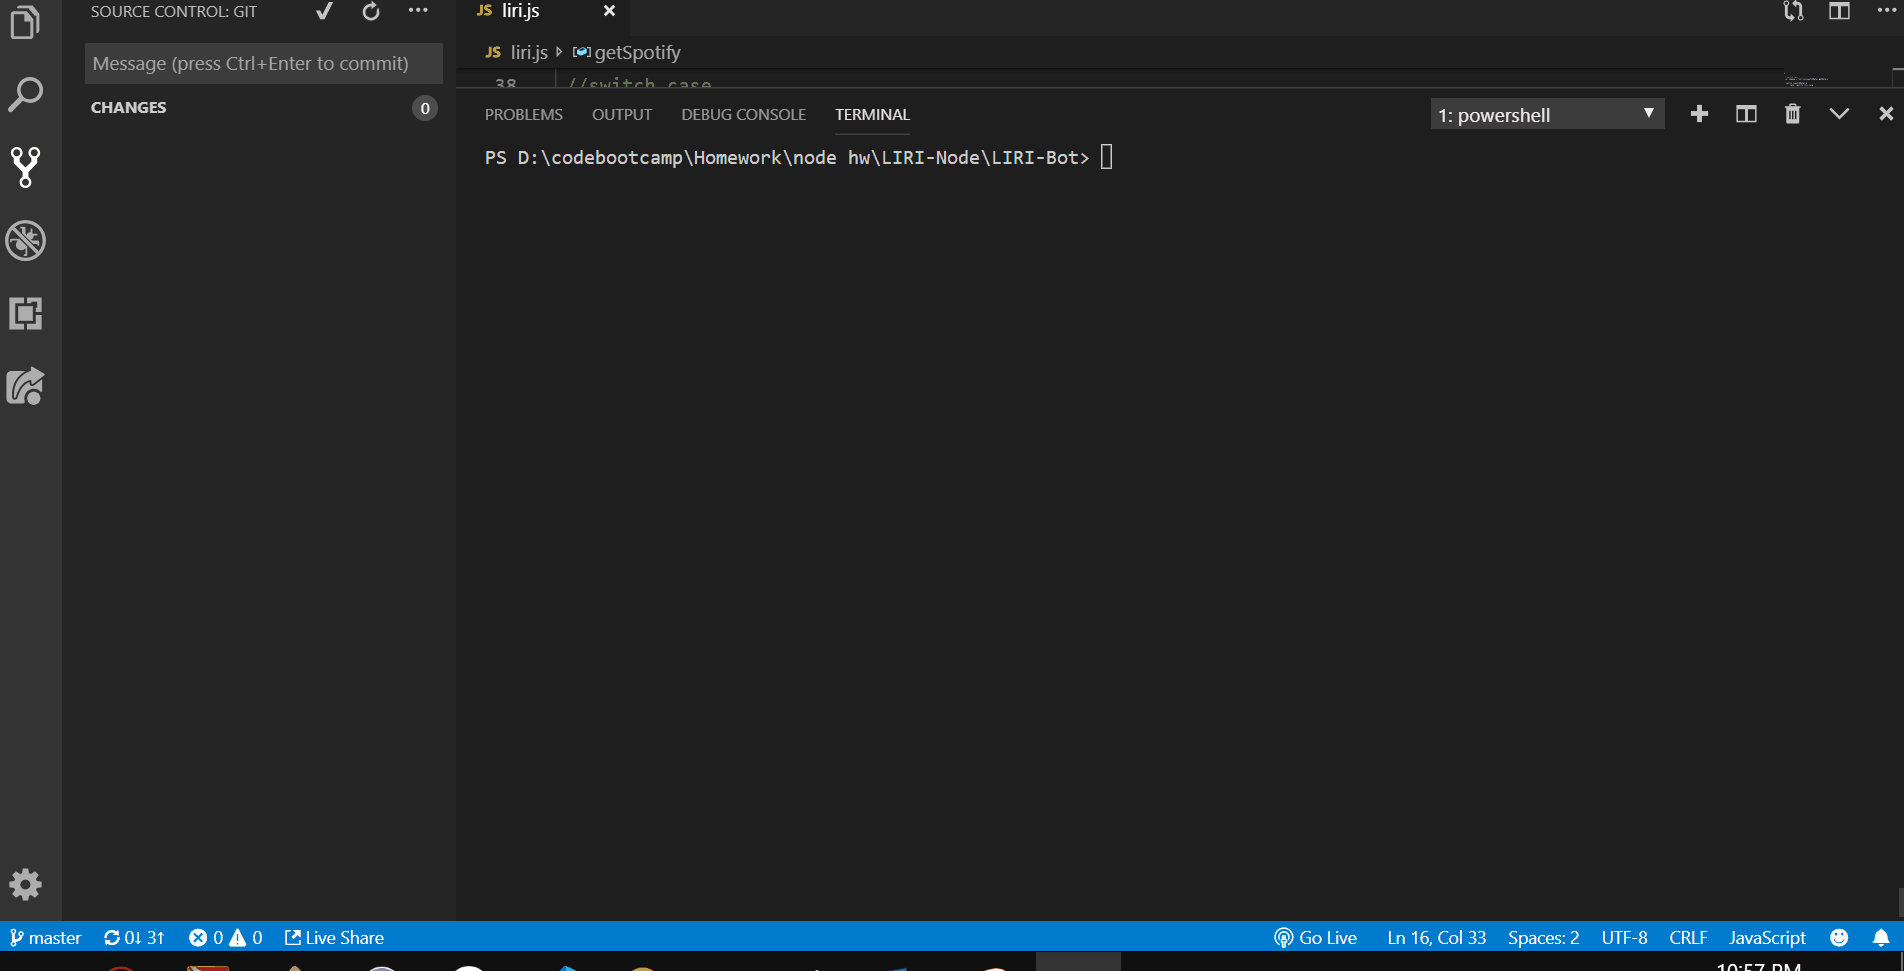 SOURCE CONTROL: GIT
JS liri.js
JS liri.js getSpotify
Message (press Ctrl+Enter to commit)
38 //switch case
CHANGES 0
PROBLEMS OUTPUT DEBUG CONSOLE TERMINAL 1: powershell
PS D:\codebootcamp\Homework\node hw\LIRI-Node\LIRI-Bot>
master 0↓ 3↑ 0 0 Live Share Go Live Ln 16, Col 33 Spaces: 2 UTF-8 CRLF JavaScript
10:57 PM